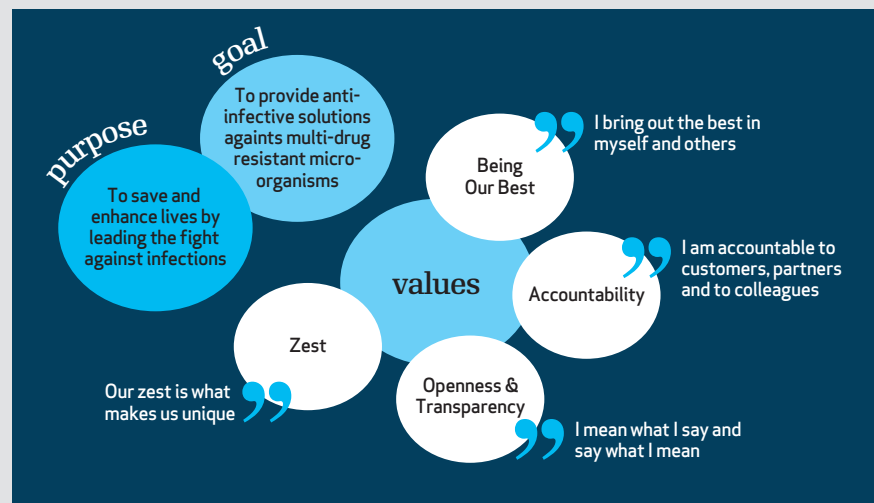 goal
To provide anti-
infective solutions
againts multi-drug
resistant micro-
organisms
purpose
To save and
enhance lives by
leading the fight
against infections
values
Being
Our Best
I bring out the best in
myself and others
Accountability
I am accountable to
customers, partners
and to colleagues
Openness &
Transparency
I mean what I say and
say what I mean
Zest
Our zest is what
makes us unique